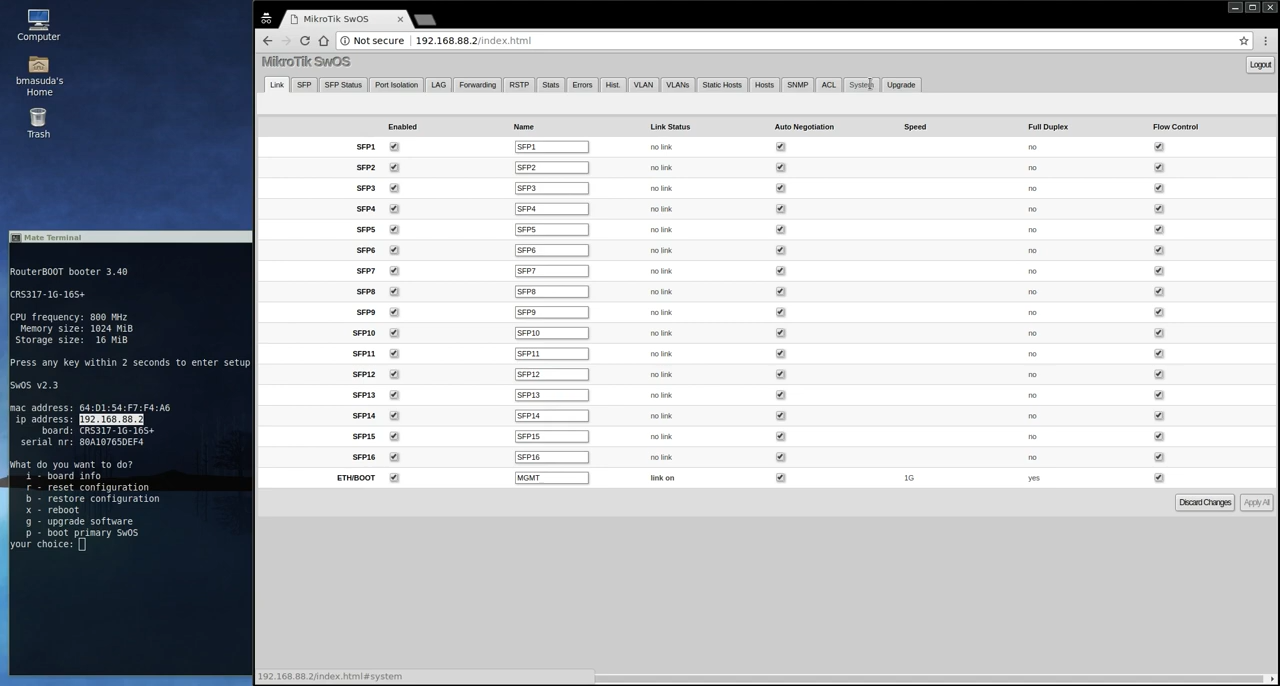 Computer
bmasuda's
Home
Trash
Mate Terminal
RouterBOOT booter 3.40
CRS317-1G-16S+
CPU frequency: 800 MHz
Memory size: 1024 MiB
Storage size: 16 MiB
Press any key within 2 seconds to enter setup
SwOS v2.3
mac address: 64:D1:54:F7:F4:A6
ip address: 192.168.88.2
board: CRS317-1G-16S+
serial nr: 80A10765DEF4
What do you want to do?
i - board info
r - reset configuration
b - restore configuration
x - reboot
g - upgrade software
p - boot primary SwOS
your choice:
MikroTik SwOS
Not secure 192.168.88.2/index.html
MikroTik SwOS
Logout
Link SFP SFP Status Port Isolation LAG Forwarding RSTP Stats Errors Hist. VLAN VLANs Static Hosts Hosts SNMP ACL System Upgrade
Enabled Name Link Status Auto Negotiation Speed Full Duplex Flow Control
SFP1 SFP1 no link no
SFP2 SFP2 no link no
SFP3 SFP3 no link no
SFP4 SFP4 no link no
SFP5 SFP5 no link no
SFP6 SFP6 no link no
SFP7 SFP7 no link no
SFP8 SFP8 no link no
SFP9 SFP9 no link no
SFP10 SFP10 no link no
SFP11 SFP11 no link no
SFP12 SFP12 no link no
SFP13 SFP13 no link no
SFP14 SFP14 no link no
SFP15 SFP15 no link no
SFP16 SFP16 no link no
ETH/BOOT MGMT link on 1G yes
Discard Changes Apply All
192.168.88.2/index.html#system